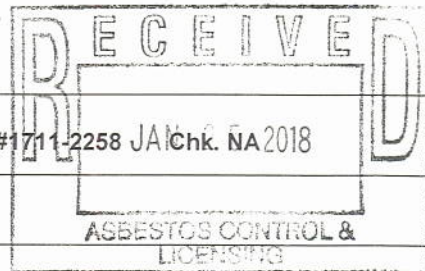 RECEIVED
#1711-2258 JAN Chk. NA 2018
ASBESTOS CONTROL &
LICENSING